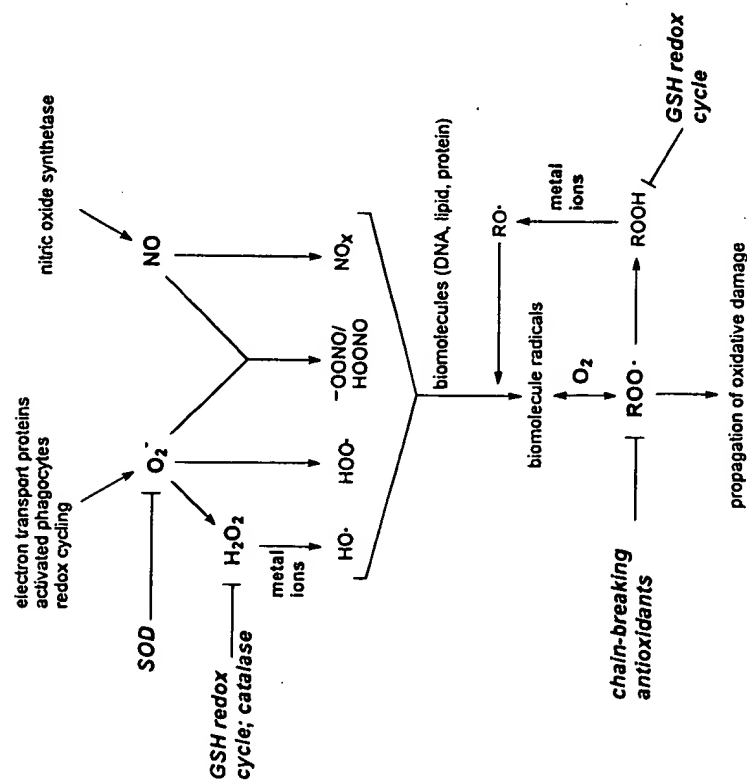 electron transport proteins
activated phagocytes
redox cycling
nitric oxide synthetase
SOD
O₂⁻
NO
GSH redox
cycle; catalase
H₂O₂
metal
ions
HO·
HOO·
⁻OONO/
HOONO
NOₓ
biomolecules (DNA, lipid, protein)
biomolecule radicals
RO·
O₂
metal
ions
chain-breaking
antioxidants
ROO·
ROOH
GSH redox
cycle
propagation of oxidative damage